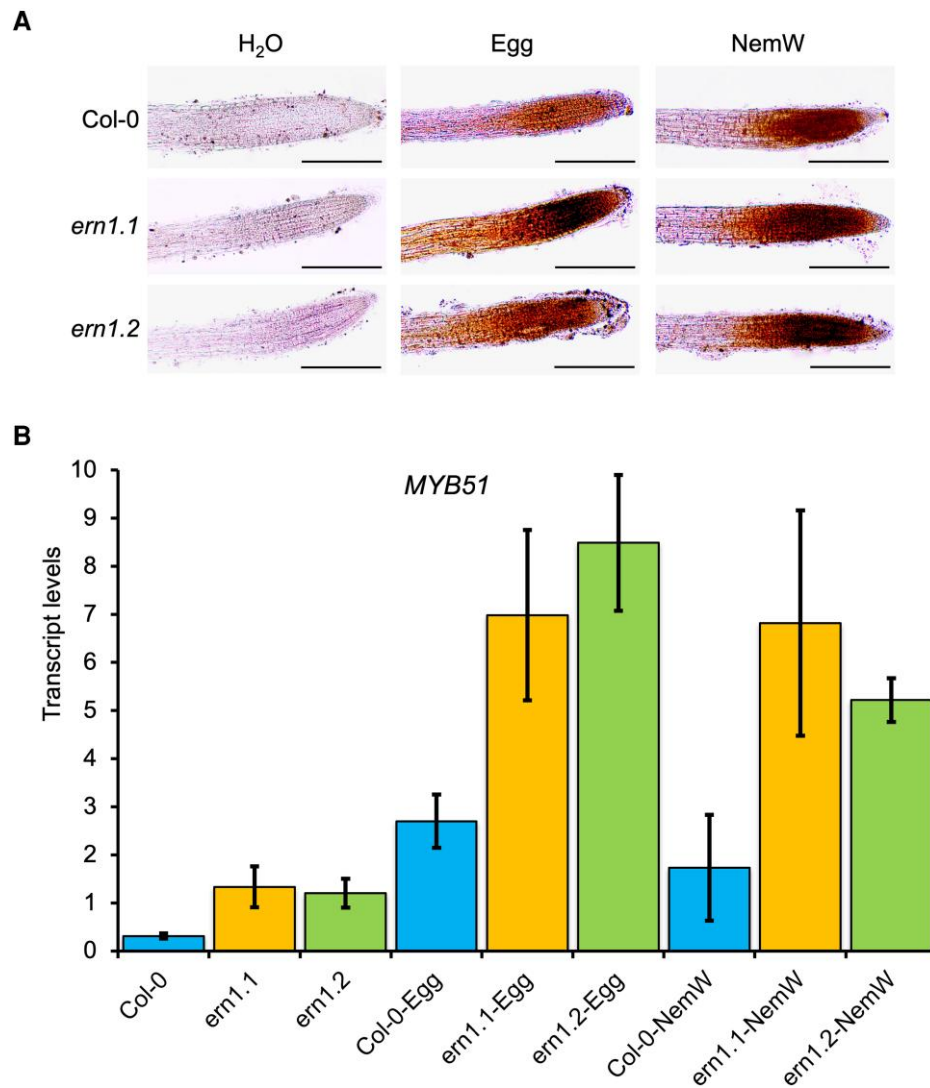 A
H₂O Egg NemW
Col-0
ern1.1
ern1.2
B
MYB51
Transcript levels
10
9
8
7
6
5
4
3
2
1
0
Col-0 ern1.1 ern1.2 Col-0-Egg ern1.1-Egg ern1.2-Egg Col-0-NemW ern1.1-NemW ern1.2-NemW